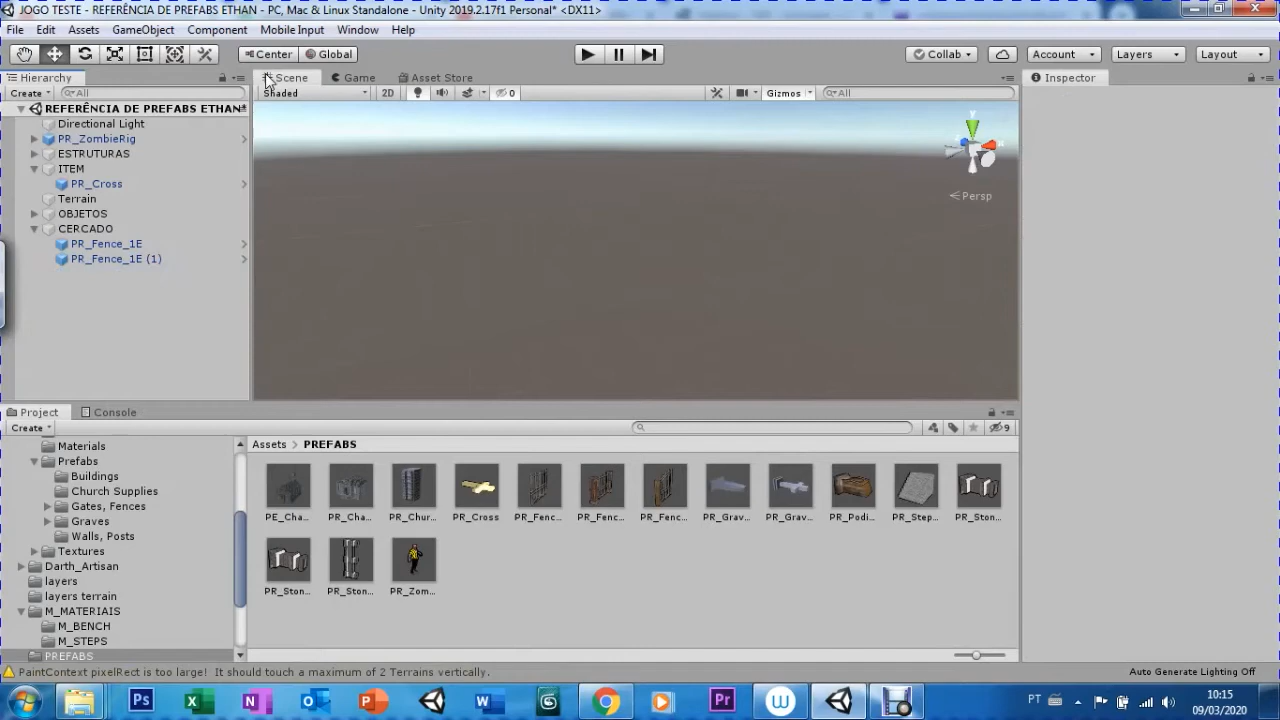 JOGO TESTE - REFERÊNCIA DE PREFABS ETHAN - PC, Mac & Linux Standalone - Unity 2019.2.17f1 Personal* <DX11>
File Edit Assets GameObject Component Mobile Input Window Help
Center Global Collab Account Layers Layout
Hierarchy Scene Game Asset Store Inspector
Create All Shaded 2D 0 Gizmos All
REFERÊNCIA DE PREFABS ETHAN*
Directional Light
PR_ZombieRig
ESTRUTURAS
ITEM
PR_Cross
Terrain
OBJETOS
CERCADO
PR_Fence_1E
PR_Fence_1E (1)
y
z
x
Persp
Project Console
Create 9
Materials
Prefabs
Buildings
Church Supplies
Gates, Fences
Graves
Walls, Posts
Textures
Darth_Artisan
layers
layers terrain
M_MATERIAIS
M_BENCH
M_STEPS
PREFABS
Assets > PREFABS
PE_Cha... PR_Cha... PR_Chur... PR_Cross PR_Fenc... PR_Fenc... PR_Fenc... PR_Grav... PR_Grav... PR_Podi... PR_Step... PR_Ston...
PR_Ston... PR_Ston... PR_Zom...
PaintContext pixelRect is too large! It should touch a maximum of 2 Terrains vertically. Auto Generate Lighting Off
Ps X N O P W W Pr
PT 10:15
09/03/2020